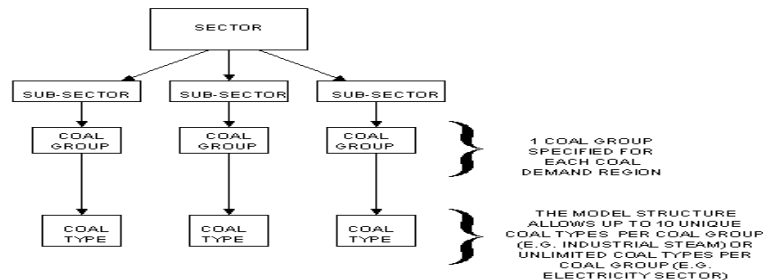 SECTOR
SUB-SECTOR
SUB-SECTOR
SUB-SECTOR
COAL
GROUP
COAL
GROUP
COAL
GROUP
1 COAL GROUP
SPECIFIED FOR
EACH COAL
DEMAND REGION
COAL
TYPE
COAL
TYPE
COAL
TYPE
THE MODEL STRUCTURE
ALLOWS UP TO 10 UNIQUE
COAL TYPES PER COAL GROUP
(E.G. INDUSTRIAL STEAM) OR
UNLIMITED COAL TYPES PER
COAL GROUP (E.G.
ELECTRICITY SECTOR)